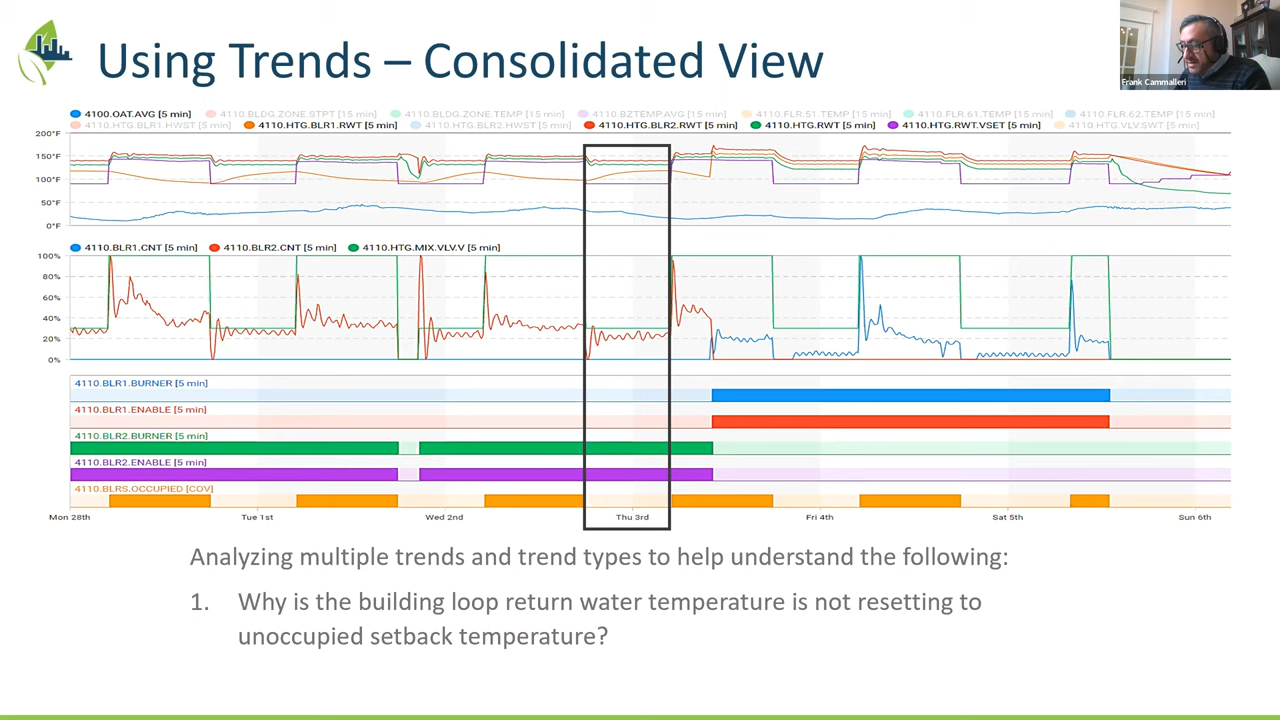 Using Trends – Consolidated View
Frank Cammalleri
4100.OAT.AVG [5 min] 4110.BLDG.ZONE.STPT [15 min] 4110.BLDG.ZONE.TEMP [15 min] 4110.BZTEMP.AVG [5 min] 4110.FLR.51.TEMP [15 min] 4110.FLR.61.TEMP [15 min] 4110.FLR.62.TEMP [15 min]
4110.HTG.BLR1.HWST [5 min] 4110.HTG.BLR1.RWT [5 min] 4110.HTG.BLR2.HWST [5 min] 4110.HTG.BLR2.RWT [5 min] 4110.HTG.RWT [5 min] 4110.HTG.RWT.VSET [5 min] 4110.HTG.VLV.SWT [5 min]
200°F
150°F
100°F
50°F
0°F
4110.BLR1.CNT [5 min] 4110.BLR2.CNT [5 min] 4110.HTG.MIX.VLV.V [5 min]
100%
80%
60%
40%
20%
0%
4110.BLR1.BURNER [5 min]
4110.BLR1.ENABLE [5 min]
4110.BLR2.BURNER [5 min]
4110.BLR2.ENABLE [5 min]
4110.BLRS.OCCUPIED [COV]
Mon 28th Tue 1st Wed 2nd Thu 3rd Fri 4th Sat 5th Sun 6th
Analyzing multiple trends and trend types to help understand the following:
1. Why is the building loop return water temperature is not resetting to
unoccupied setback temperature?